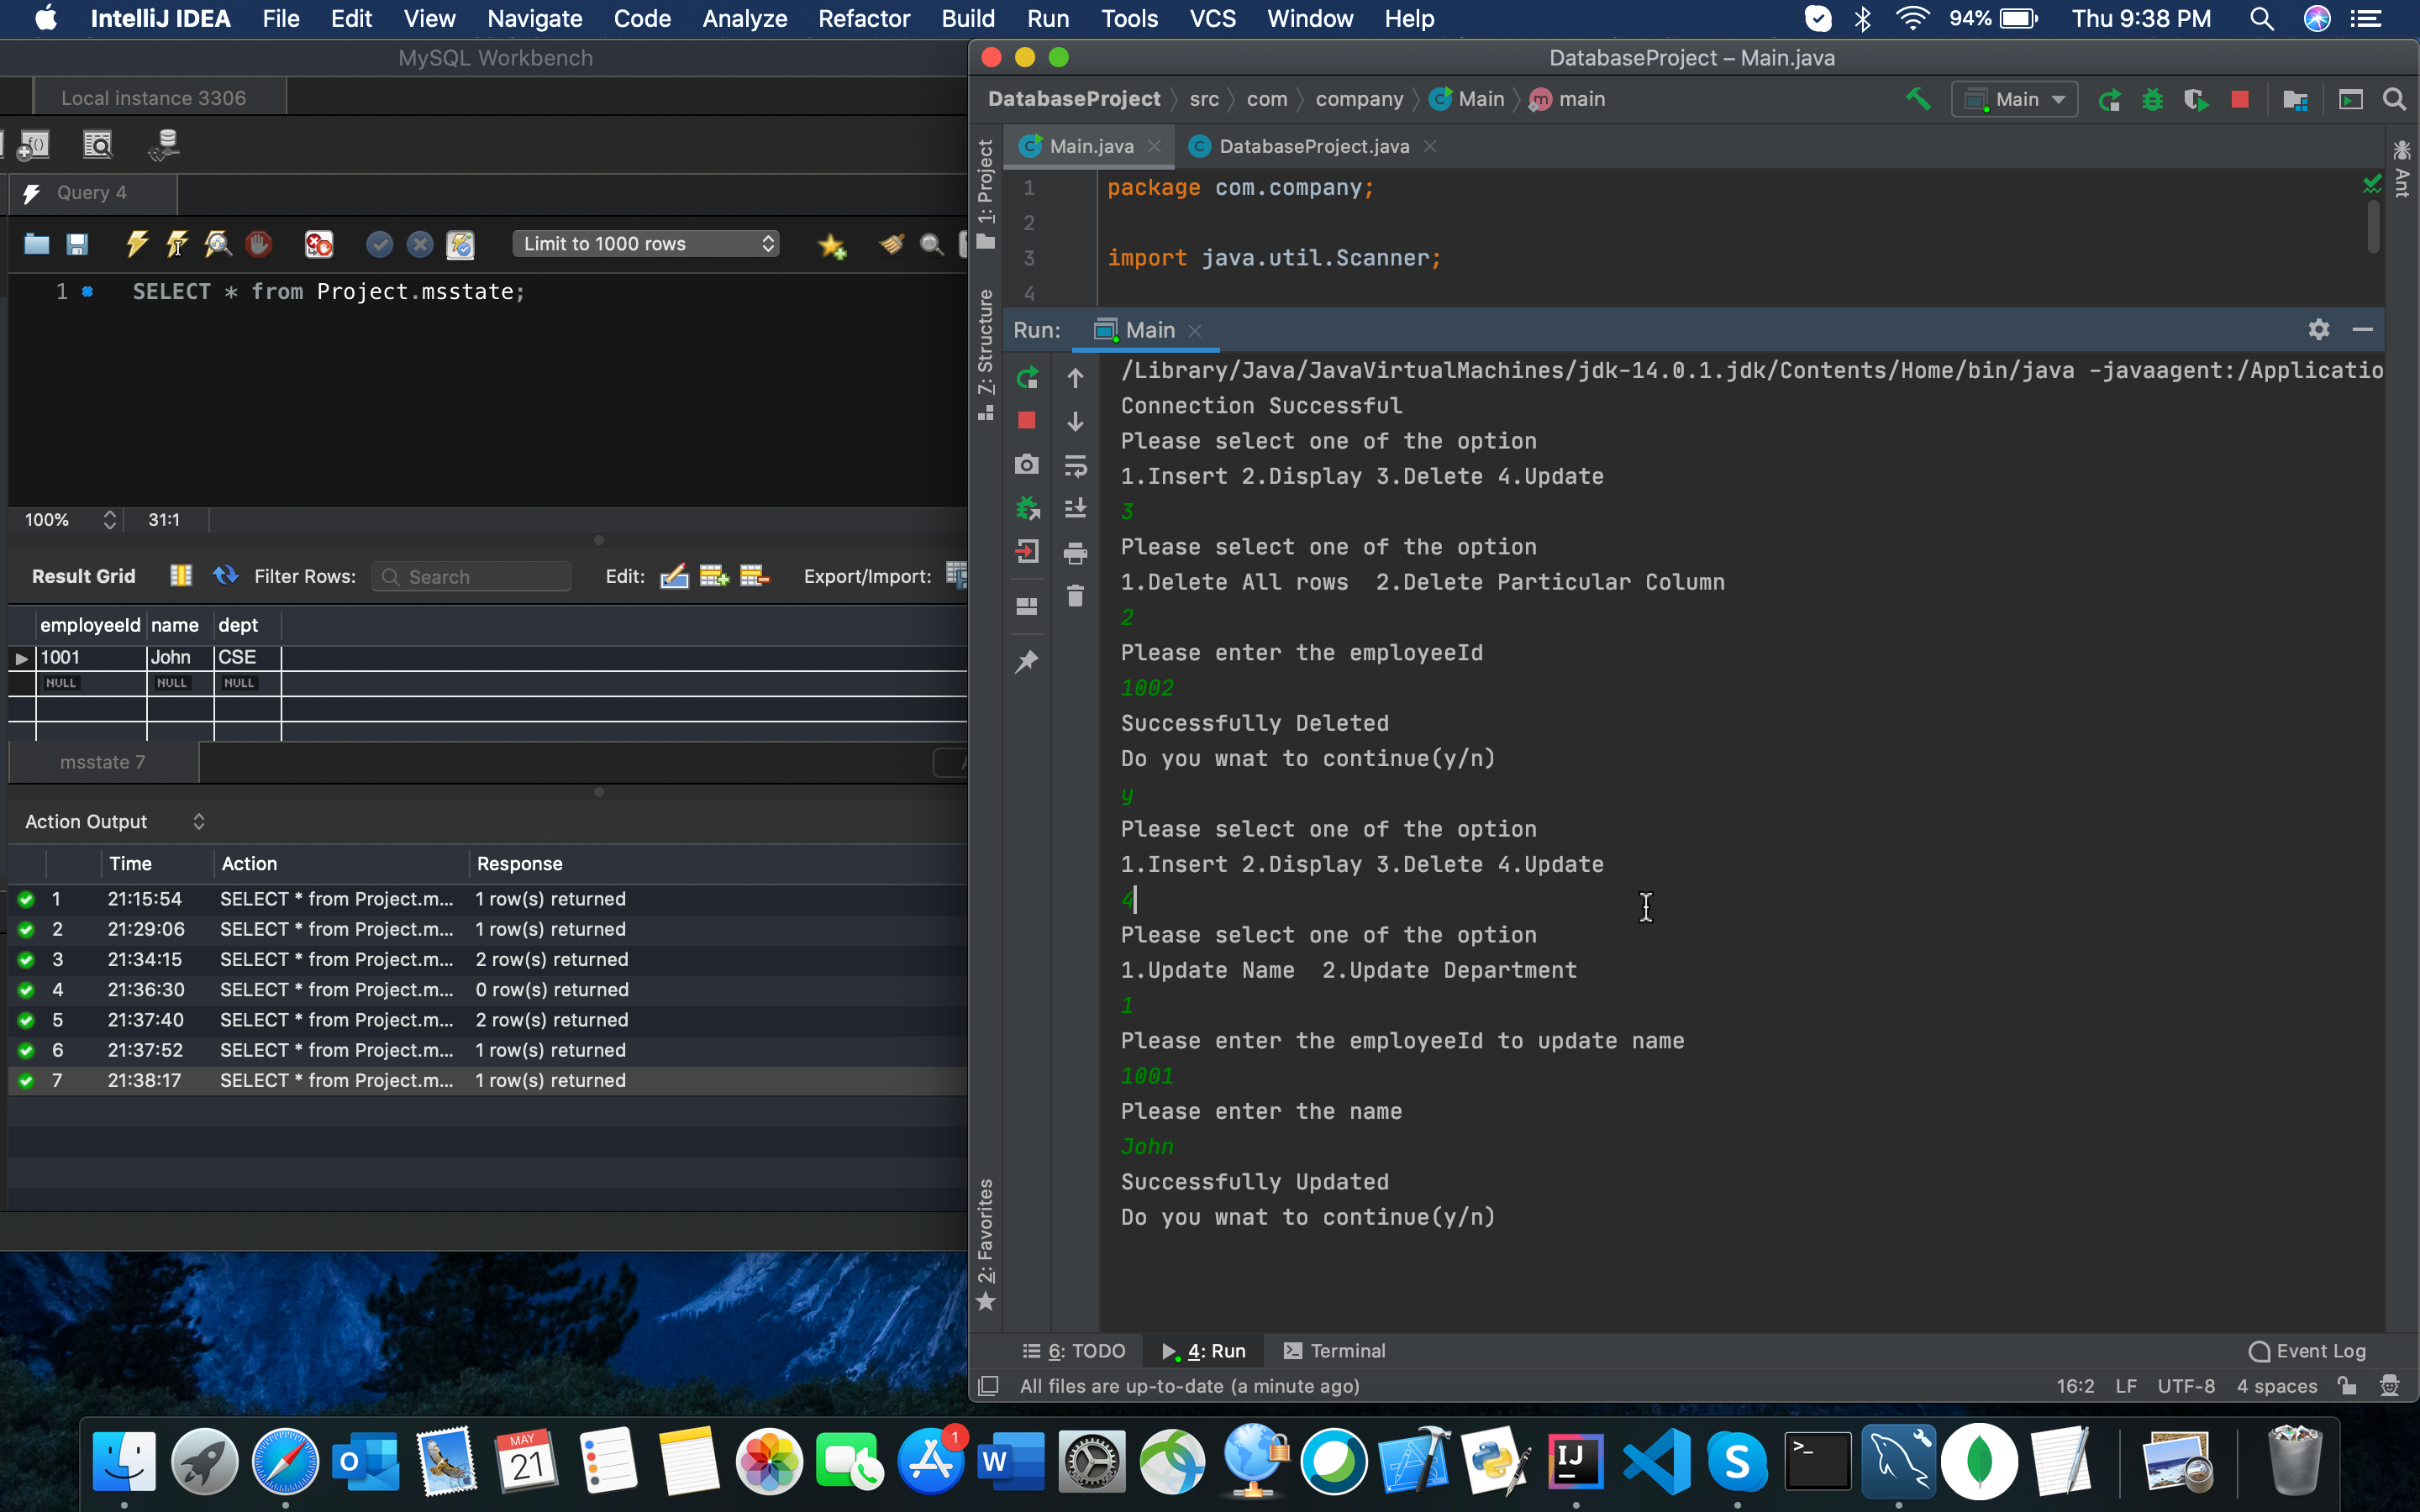 IntelliJ IDEA File Edit View Navigate Code Analyze Refactor Build Run Tools VCS Window Help 94% Thu 9:38 PM
MySQL Workbench
Local instance 3306
Query 4
Limit to 1000 rows
1 SELECT * from Project.msstate;
100% 31:1
Result Grid Filter Rows: Search Edit: Export/Import:
employeeId name dept
1001 John CSE
NULL NULL NULL
msstate 7
Action Output
Time Action Response
1 21:15:54 SELECT * from Project.m... 1 row(s) returned
2 21:29:06 SELECT * from Project.m... 1 row(s) returned
3 21:34:15 SELECT * from Project.m... 2 row(s) returned
4 21:36:30 SELECT * from Project.m... 0 row(s) returned
5 21:37:40 SELECT * from Project.m... 2 row(s) returned
6 21:37:52 SELECT * from Project.m... 1 row(s) returned
7 21:38:17 SELECT * from Project.m... 1 row(s) returned
DatabaseProject – Main.java
DatabaseProject src com company C Main m main Main
1: Project
Z: Structure
2: Favorites
Ant
C Main.java C DatabaseProject.java
1 package com.company;
2
3 import java.util.Scanner;
4
Run: Main
/Library/Java/JavaVirtualMachines/jdk-14.0.1.jdk/Contents/Home/bin/java -javaagent:/Applicatio
Connection Successful
Please select one of the option
1.Insert 2.Display 3.Delete 4.Update
3
Please select one of the option
1.Delete All rows 2.Delete Particular Column
2
Please enter the employeeId
1002
Successfully Deleted
Do you wnat to continue(y/n)
y
Please select one of the option
1.Insert 2.Display 3.Delete 4.Update
4
Please select one of the option
1.Update Name 2.Update Department
1
Please enter the employeeId to update name
1001
Please enter the name
John
Successfully Updated
Do you wnat to continue(y/n)
6: TODO 4: Run Terminal Event Log
All files are up-to-date (a minute ago) 16:2 LF UTF-8 4 spaces
MAY
21
1
O
W
IJ
S
>_